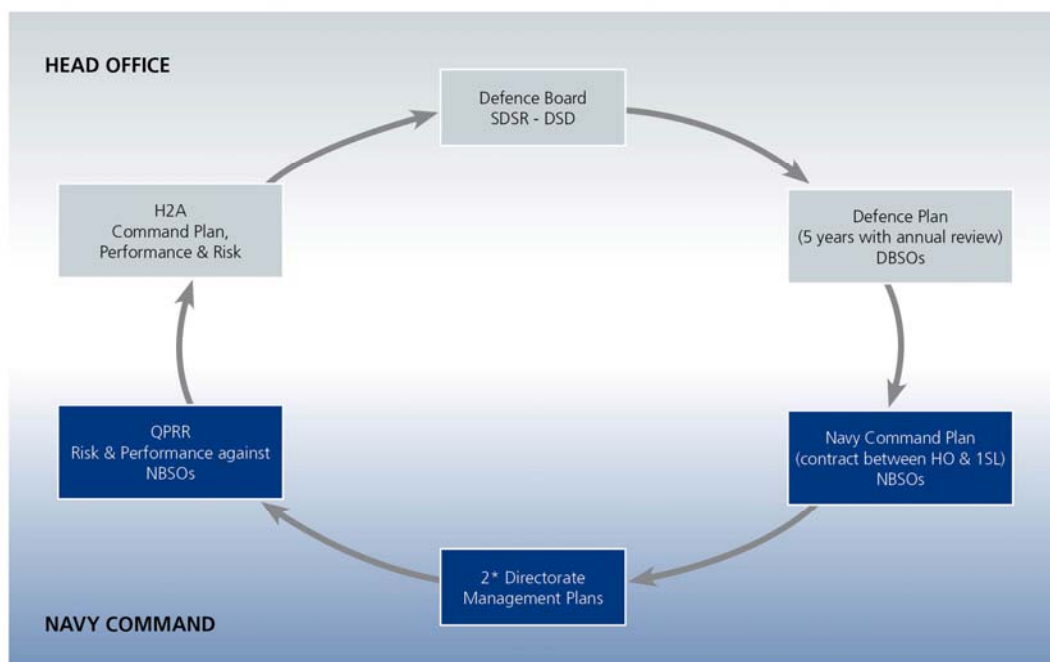 HEAD OFFICE
Defence Board
SDSR - DSD
H2A
Command Plan,
Performance & Risk
Defence Plan
(5 years with annual review)
DBSOs
QPRR
Risk & Performance against
NBSOs
Navy Command Plan
(contract between HO & 1SL)
NBSOs
2* Directorate
Management Plans
NAVY COMMAND